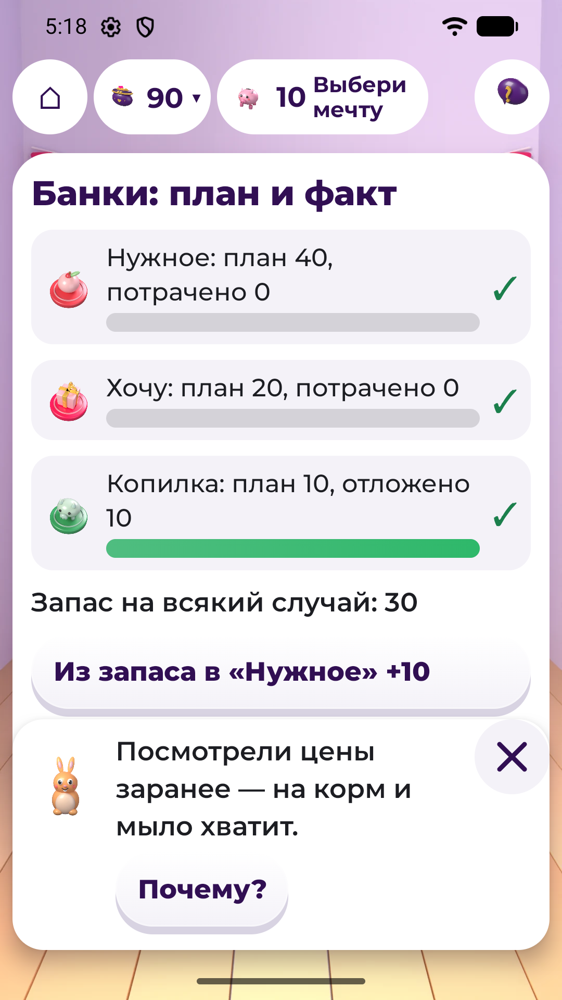 5:18
90 ▾
10 Выбери
мечту
Банки: план и факт
Нужное: план 40,
потрачено 0
Хочу: план 20, потрачено 0
Копилка: план 10, отложено
10
Запас на всякий случай: 30
Из запаса в «Нужное» +10
Посмотрели цены
заранее — на корм и
мыло хватит.
Почему?